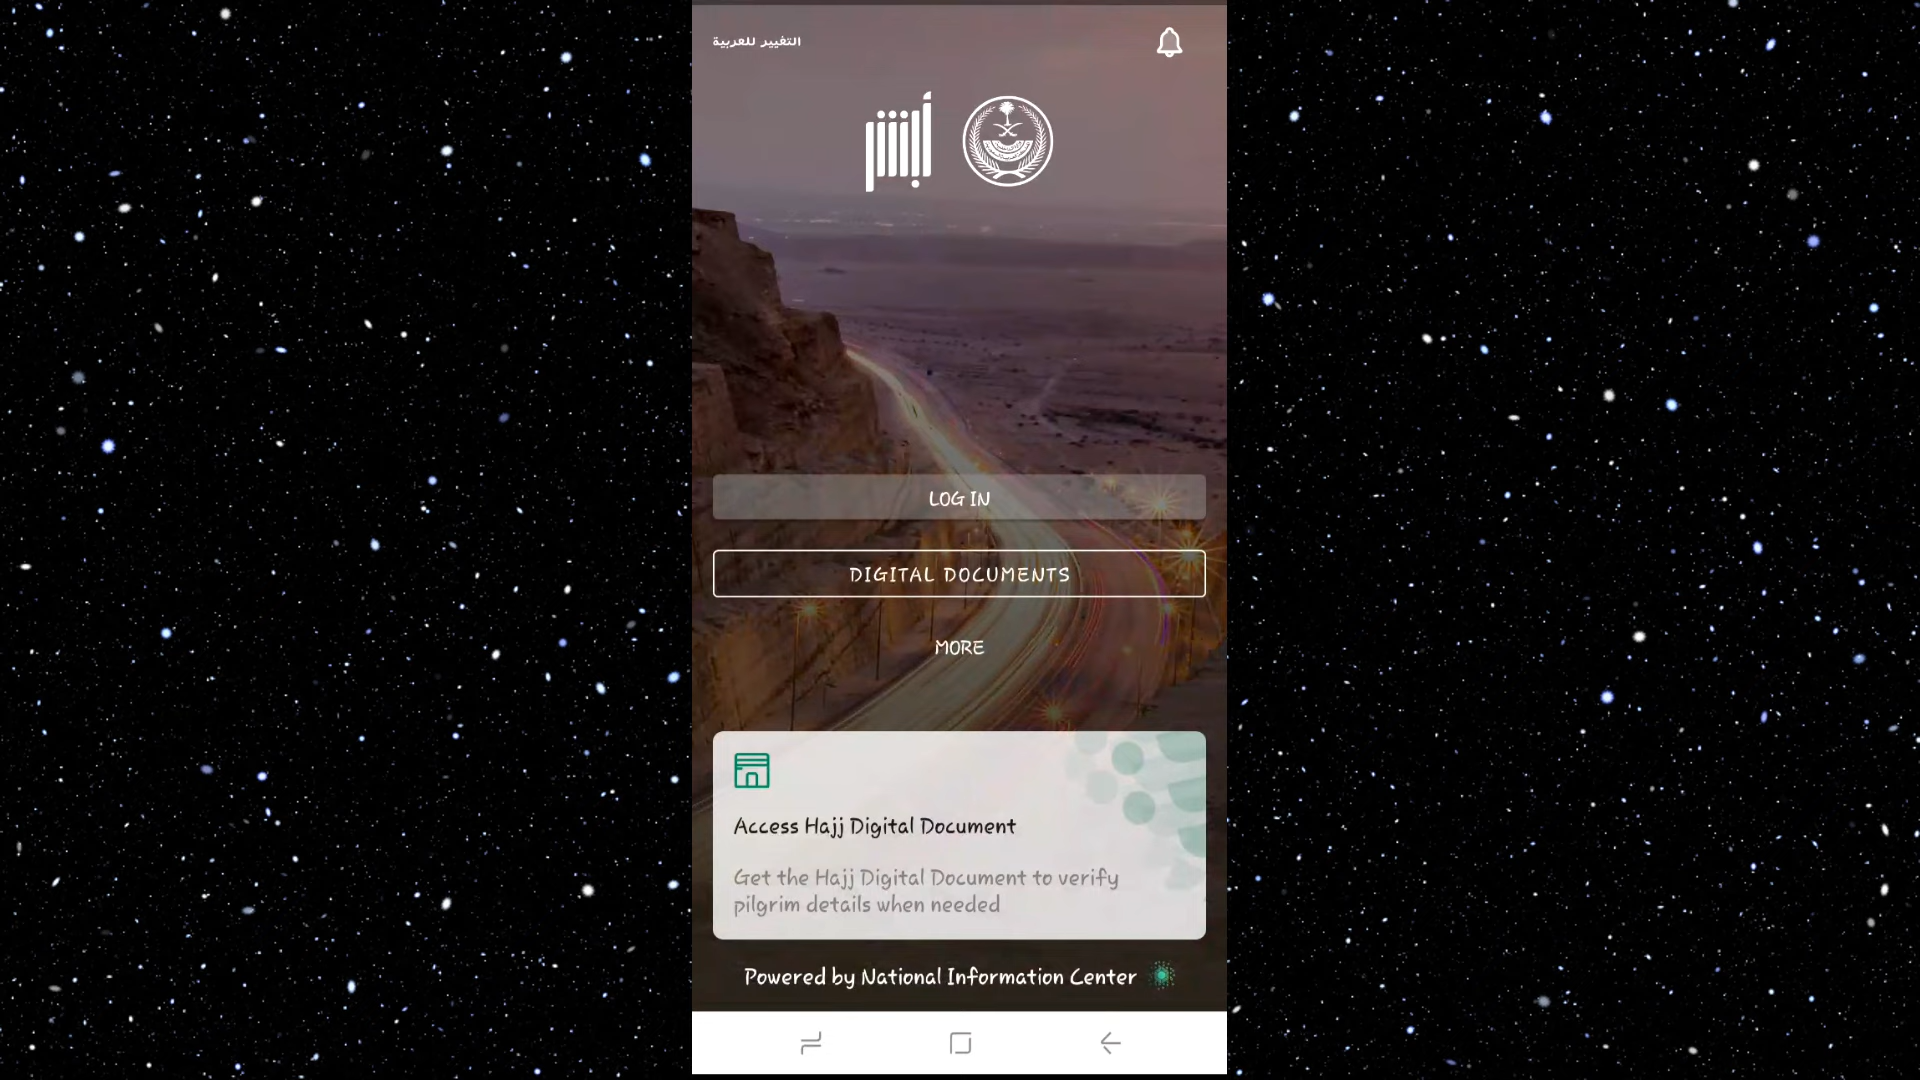 التغيير للعربية
أبشر
LOG IN
DIGITAL DOCUMENTS
MORE
Access Hajj Digital Document
Get the Hajj Digital Document to verify
pilgrim details when needed
Powered by National Information Center